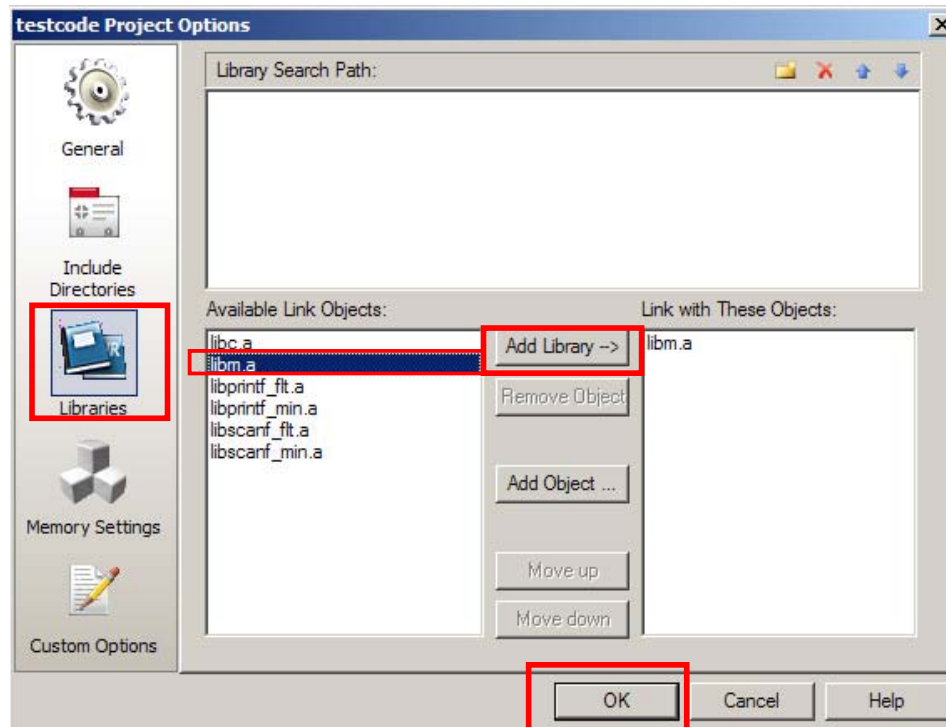 testcode Project Options
General
Include
Directories
Libraries
Memory Settings
Custom Options
Library Search Path:
Available Link Objects:
libc.a
libm.a
libprintf_flt.a
libprintf_min.a
libscanf_flt.a
libscanf_min.a
Add Library -->
Remove Object
Add Object ...
Move up
Move down
Link with These Objects:
libm.a
OK
Cancel
Help